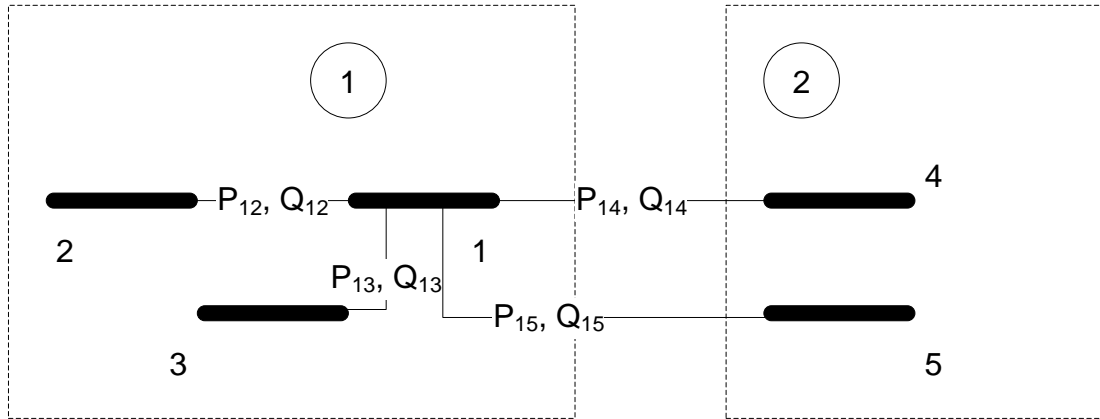 1
2
4
P₁₂, Q₁₂
P₁₄, Q₁₄
2
1
P₁₃, Q₁₃
P₁₅, Q₁₅
3
5